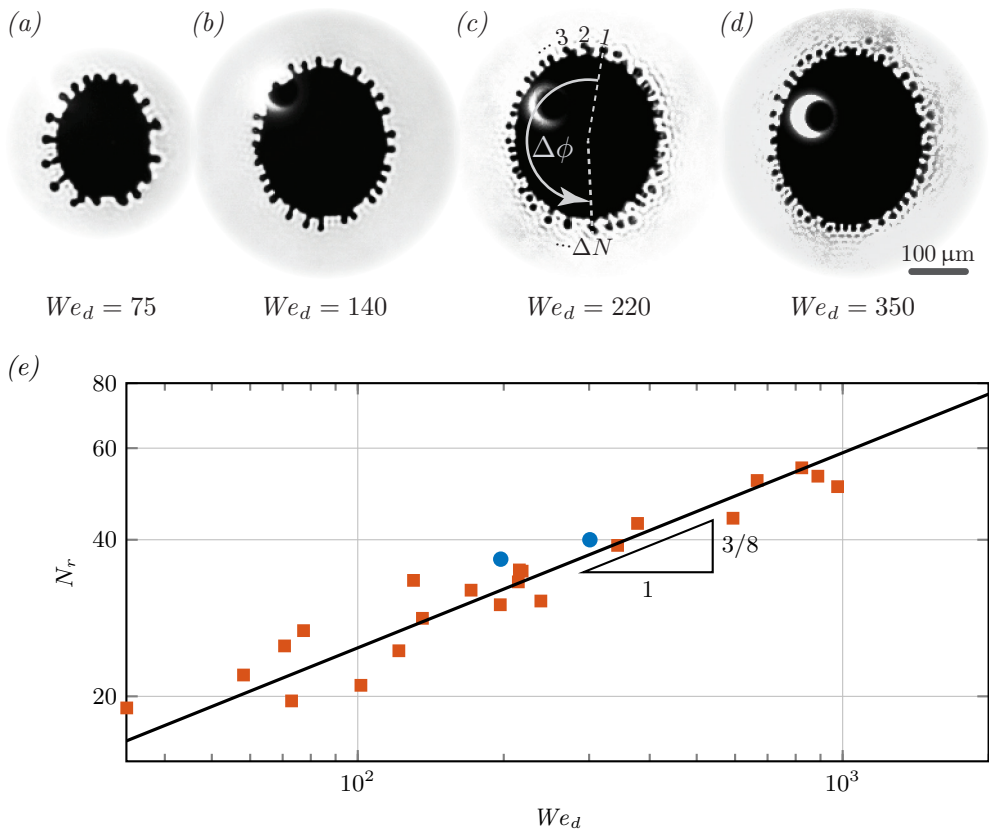 (a)
(b)
(c)
(d)
...3 2 1
Δϕ
...ΔN
100 µm
We_d = 75
We_d = 140
We_d = 220
We_d = 350
(e)
80
60
40
20
N_r
3/8
1
10^2
10^3
We_d